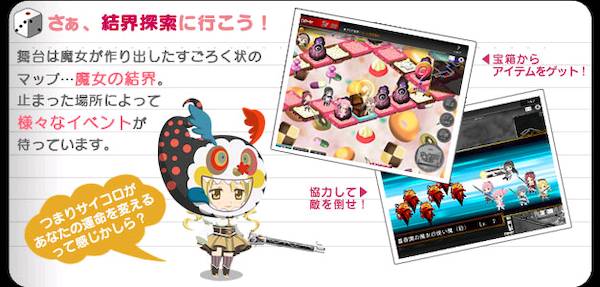 さぁ、結界探索に行こう！
舞台は魔女が作り出したすごろく状の
マップ…魔女の結界。
止まった場所によって
様々なイベントが
待っています。
宝箱から
アイテムをゲット！
協力して
敵を倒せ！
つまりサイコロが
あなたの運命を変える
って感じかしら？